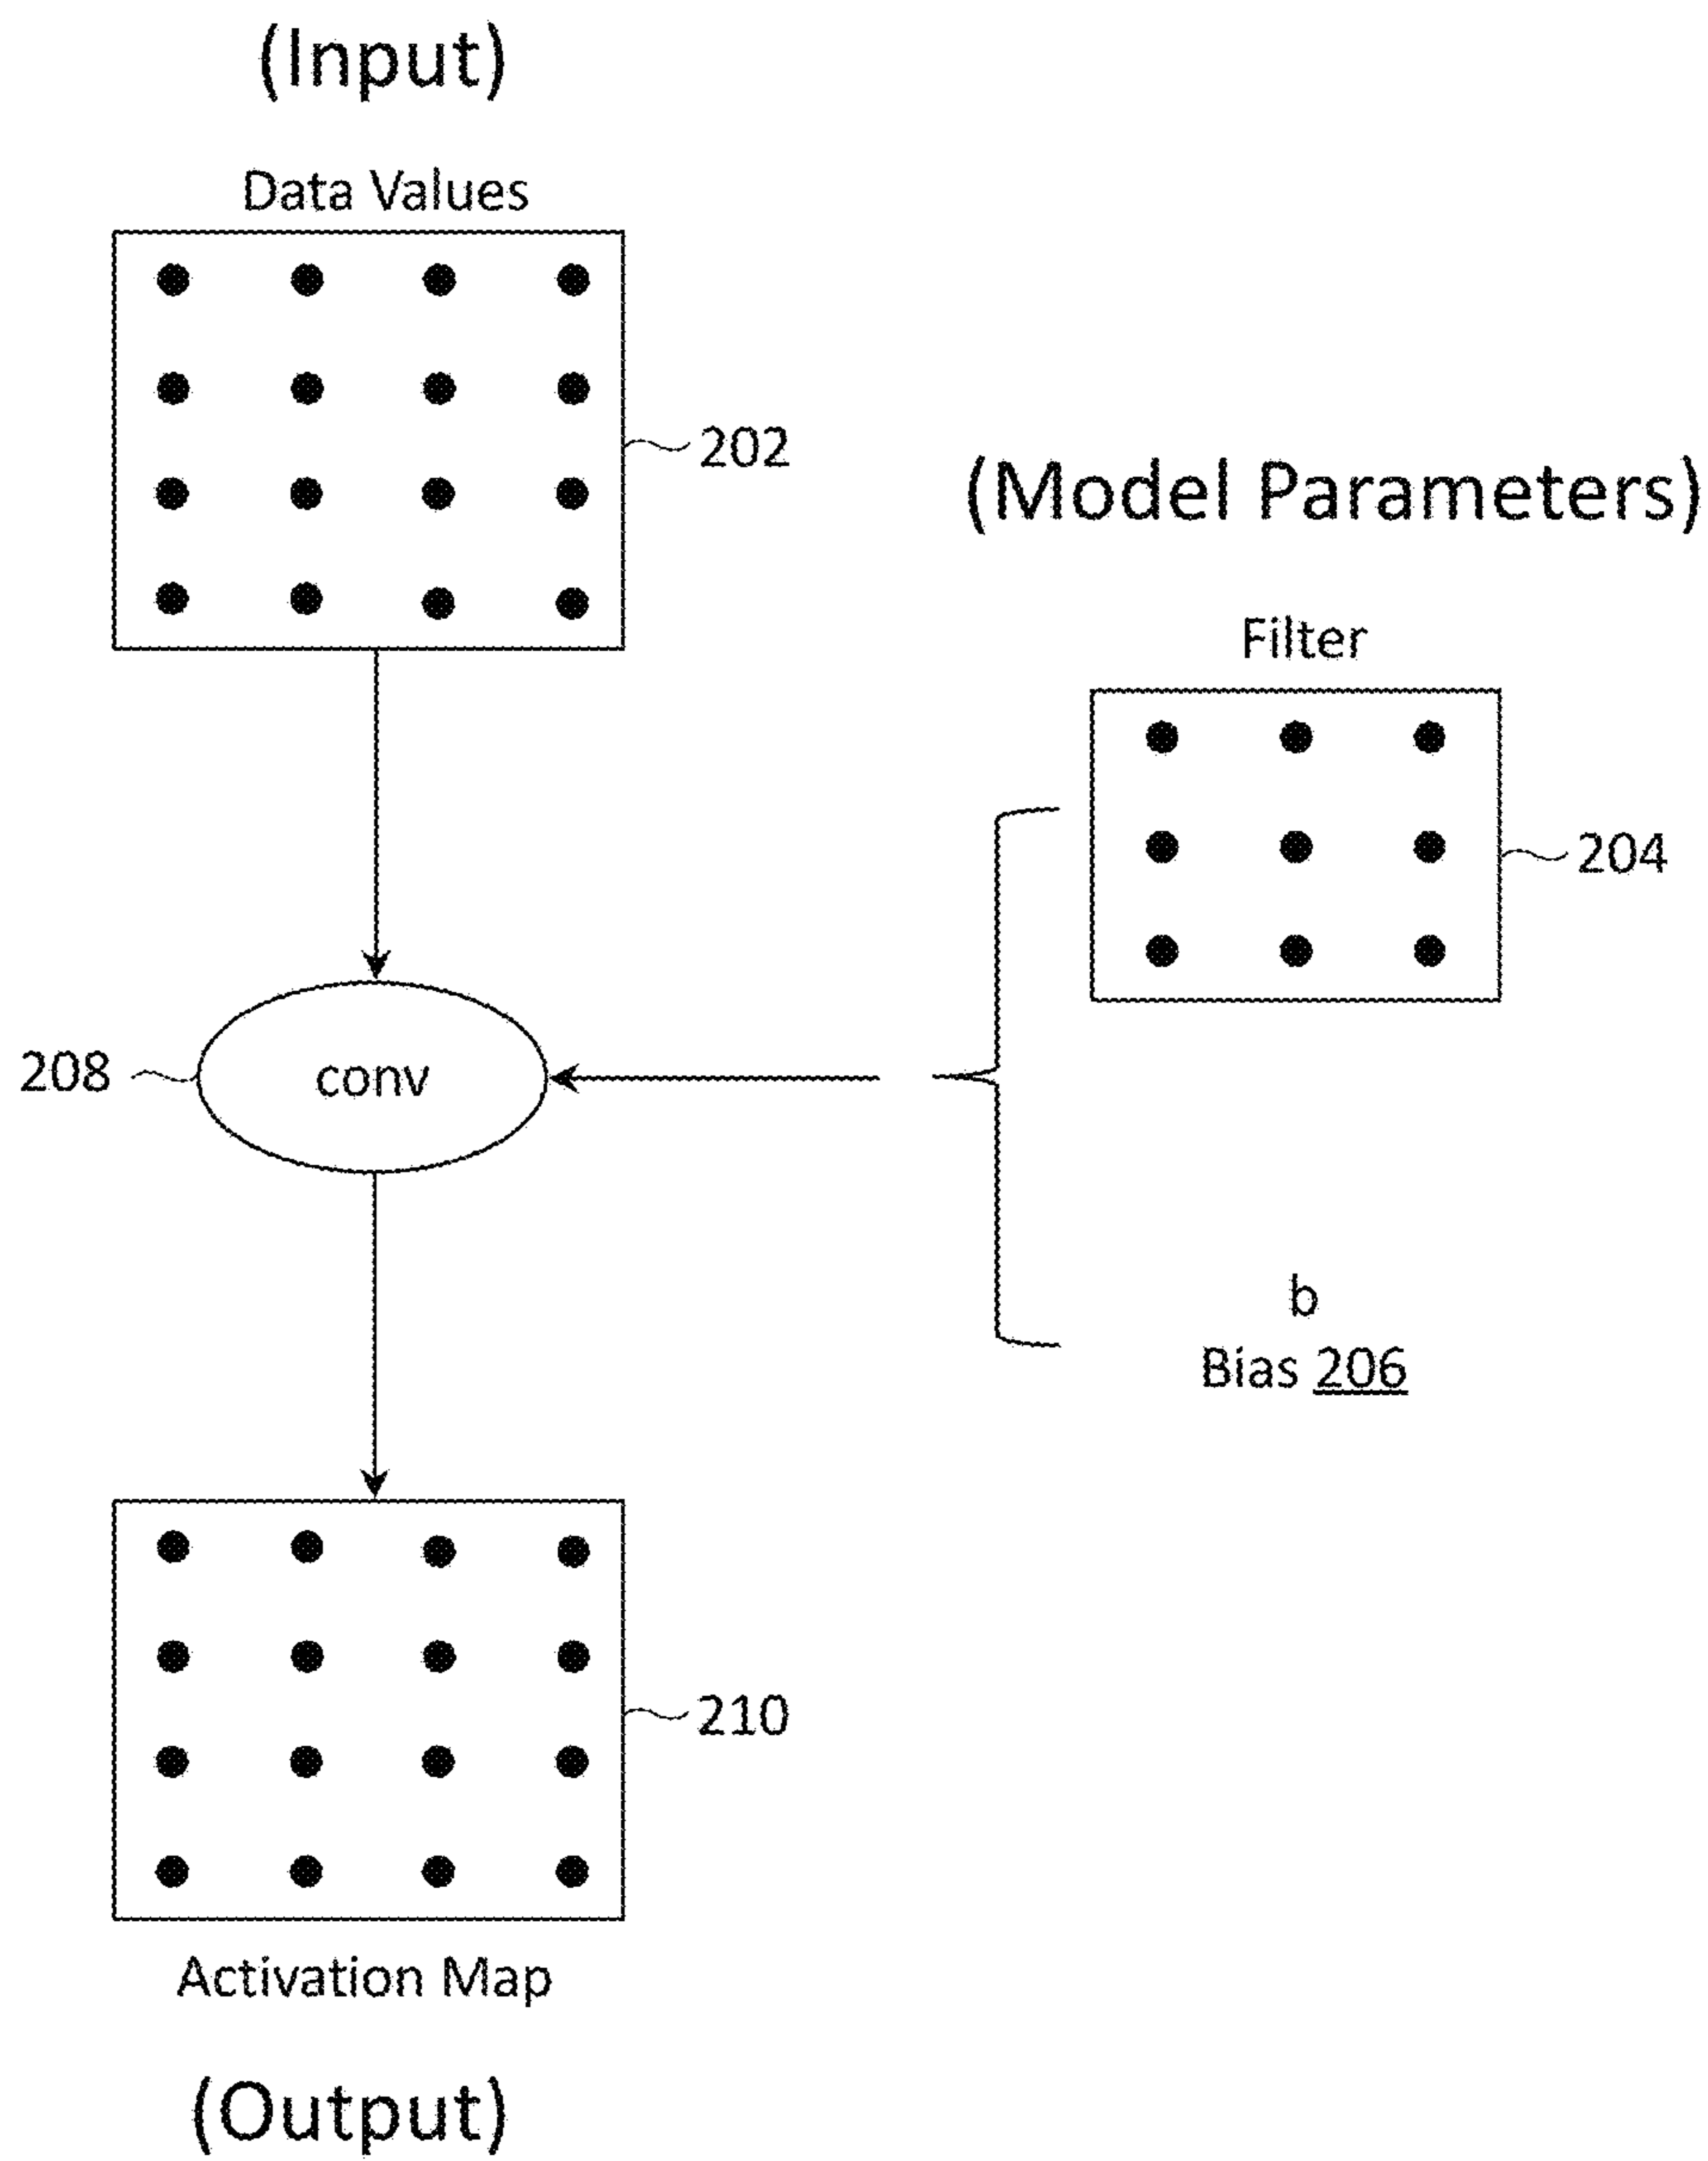 (Input)
Data Values
202
(Model Parameters)
Filter
204
208
conv
b
Bias 206
210
Activation Map
(Output)